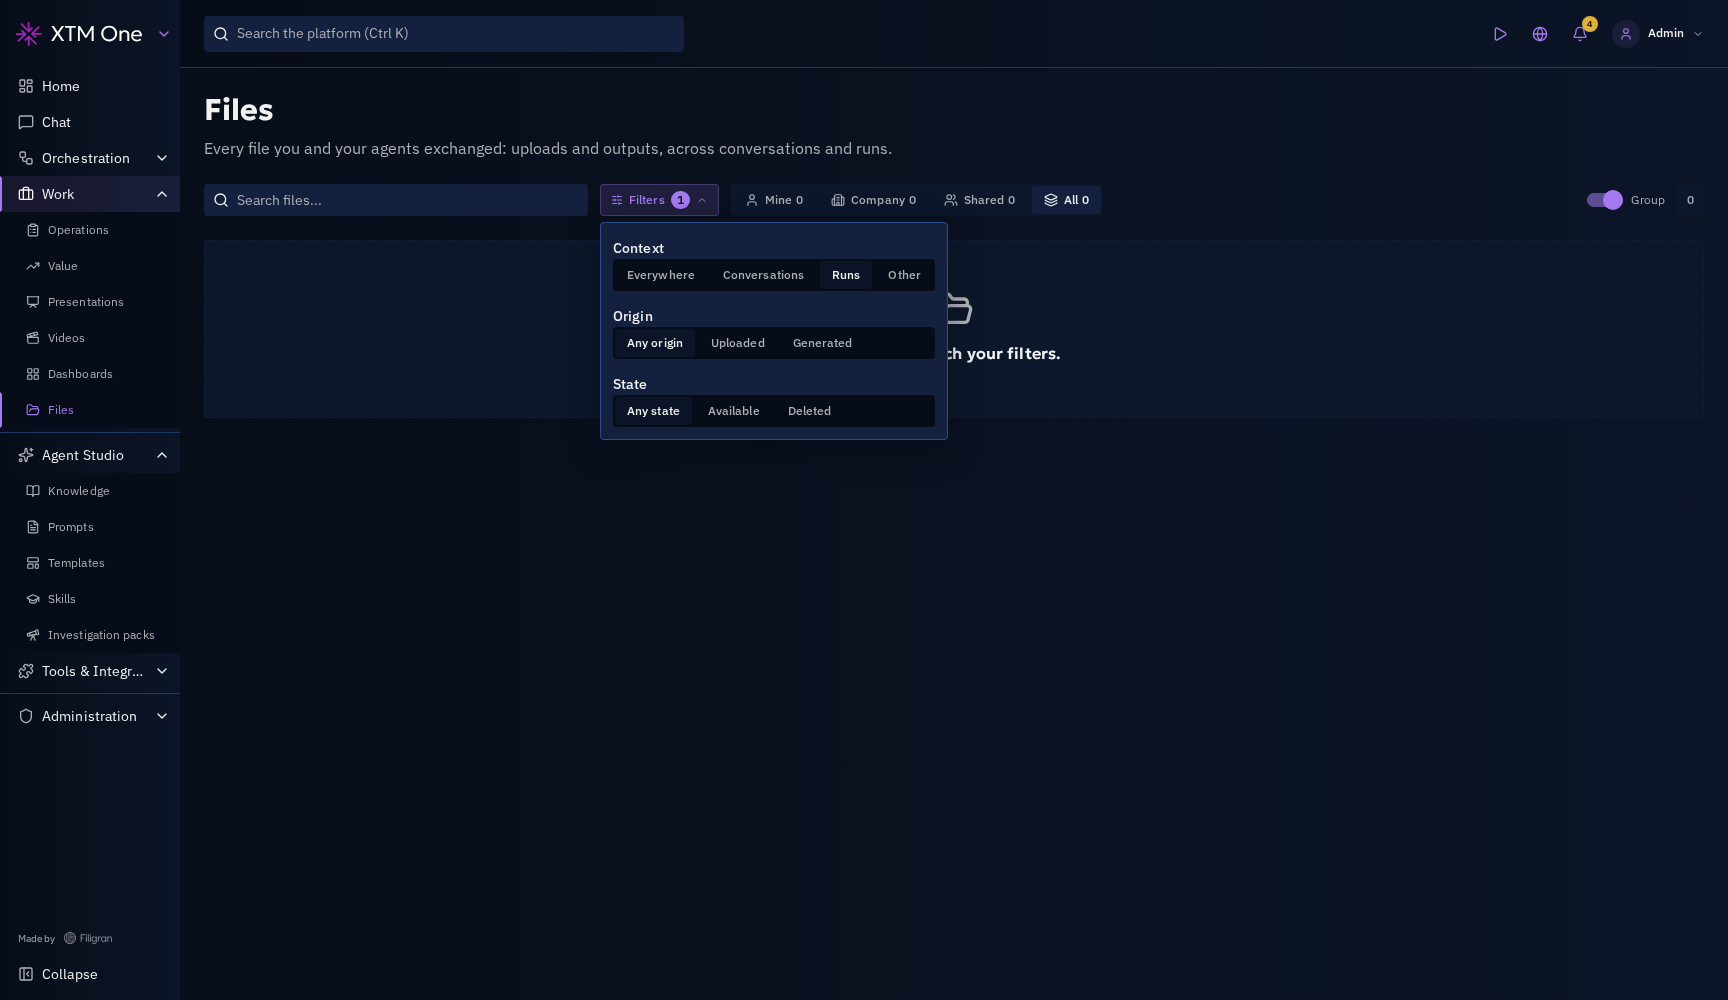 XTM One
Search the platform (Ctrl K)
4
Admin
Home
Chat
Orchestration
Work
Operations
Value
Presentations
Videos
Dashboards
Files
Agent Studio
Knowledge
Prompts
Templates
Skills
Investigation packs
Tools & Integr...
Administration
Made by Filigran
Collapse
Files
Every file you and your agents exchanged: uploads and outputs, across conversations and runs.
Search files...
Filters 1
Mine 0
Company 0
Shared 0
All 0
Group
0
Context
Everywhere Conversations Runs Other
Origin
Any origin Uploaded Generated
State
Any state Available Deleted
your filters.